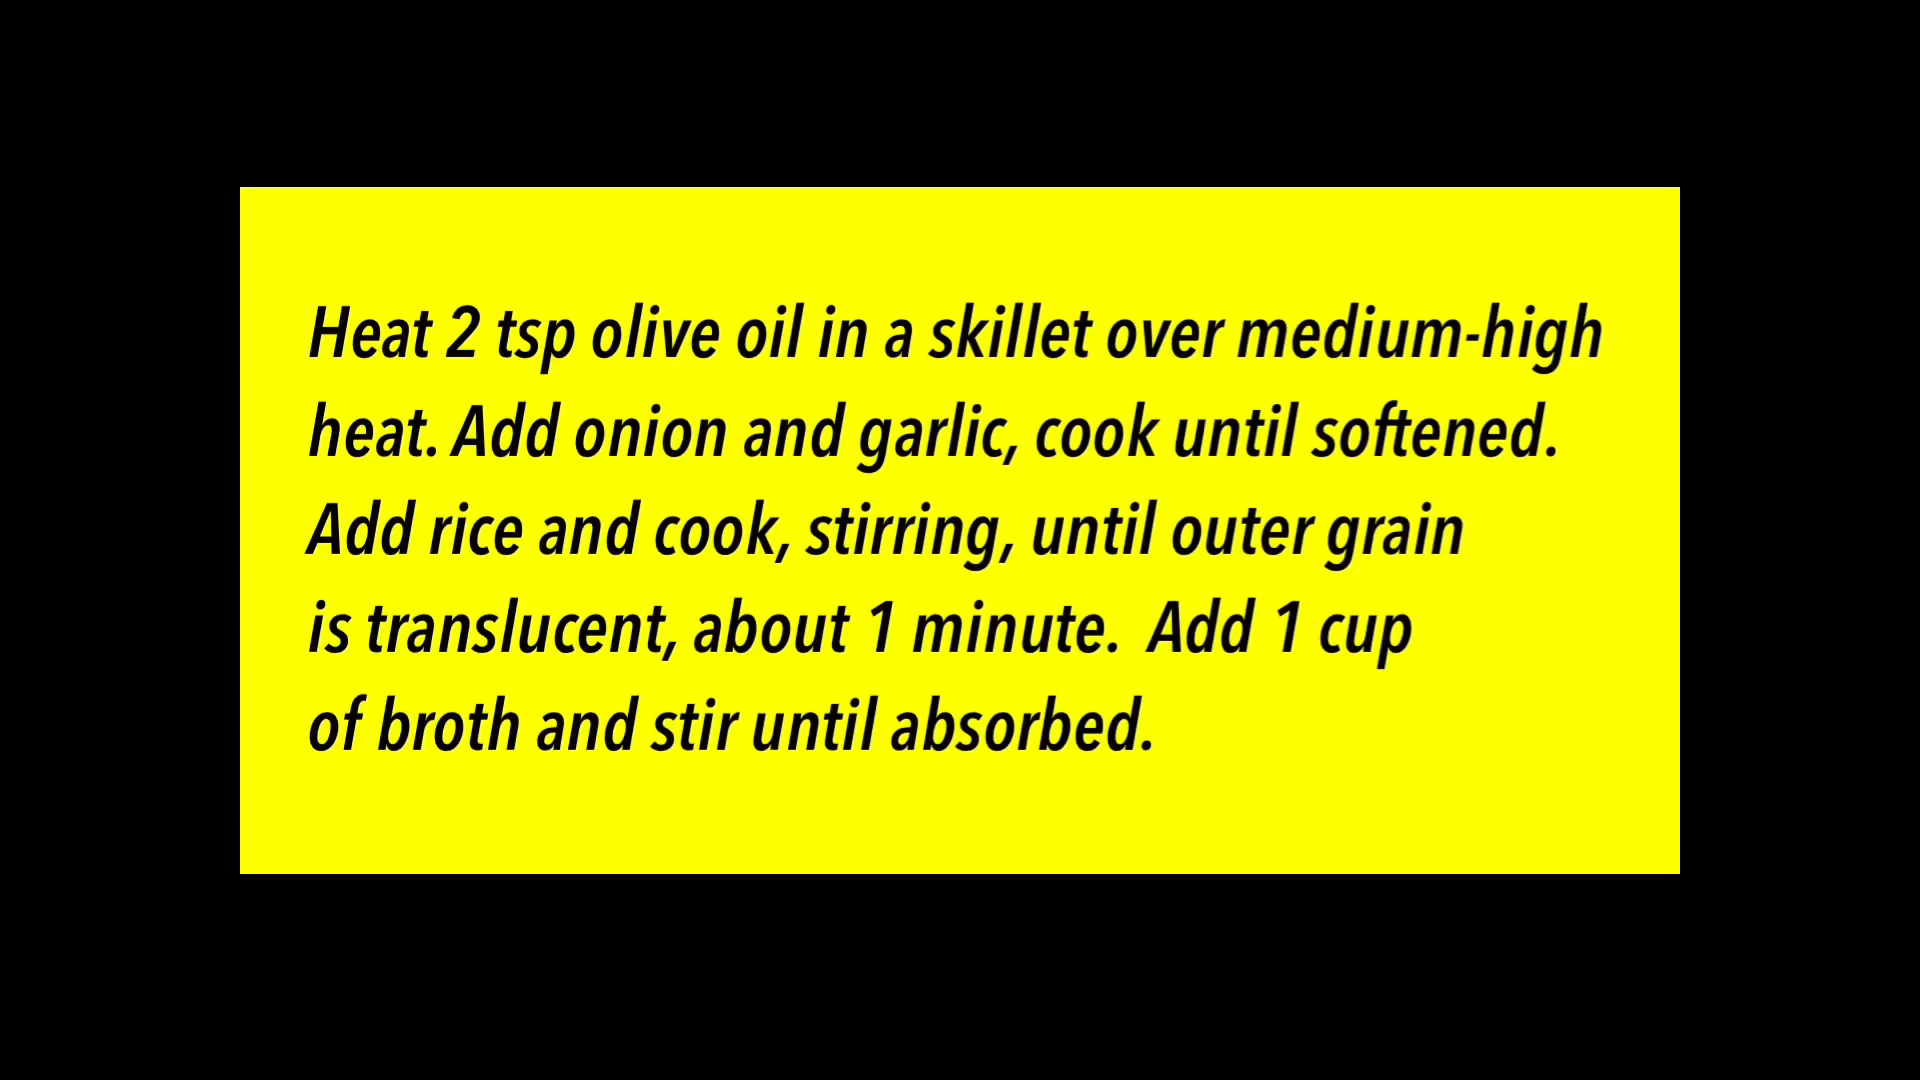 Heat 2 tsp olive oil in a skillet over medium-high
heat. Add onion and garlic, cook until softened.
Add rice and cook, stirring, until outer grain
is translucent, about 1 minute.  Add 1 cup
of broth and stir until absorbed.